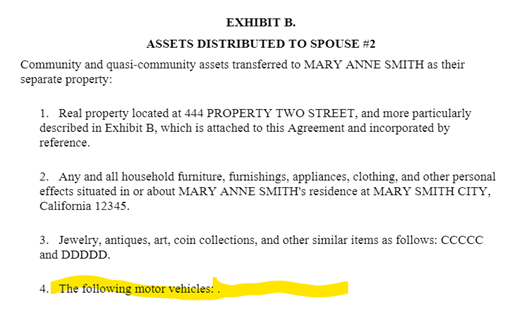 EXHIBIT B.
ASSETS DISTRIBUTED TO SPOUSE #2
Community and quasi-community assets transferred to MARY ANNE SMITH as their
separate property:
1. Real property located at 444 PROPERTY TWO STREET, and more particularly
described in Exhibit B, which is attached to this Agreement and incorporated by
reference.
2. Any and all household furniture, furnishings, appliances, clothing, and other personal
effects situated in or about MARY ANNE SMITH's residence at MARY SMITH CITY,
California 12345.
3. Jewelry, antiques, art, coin collections, and other similar items as follows: CCCCC
and DDDDD.
4. The following motor vehicles: .